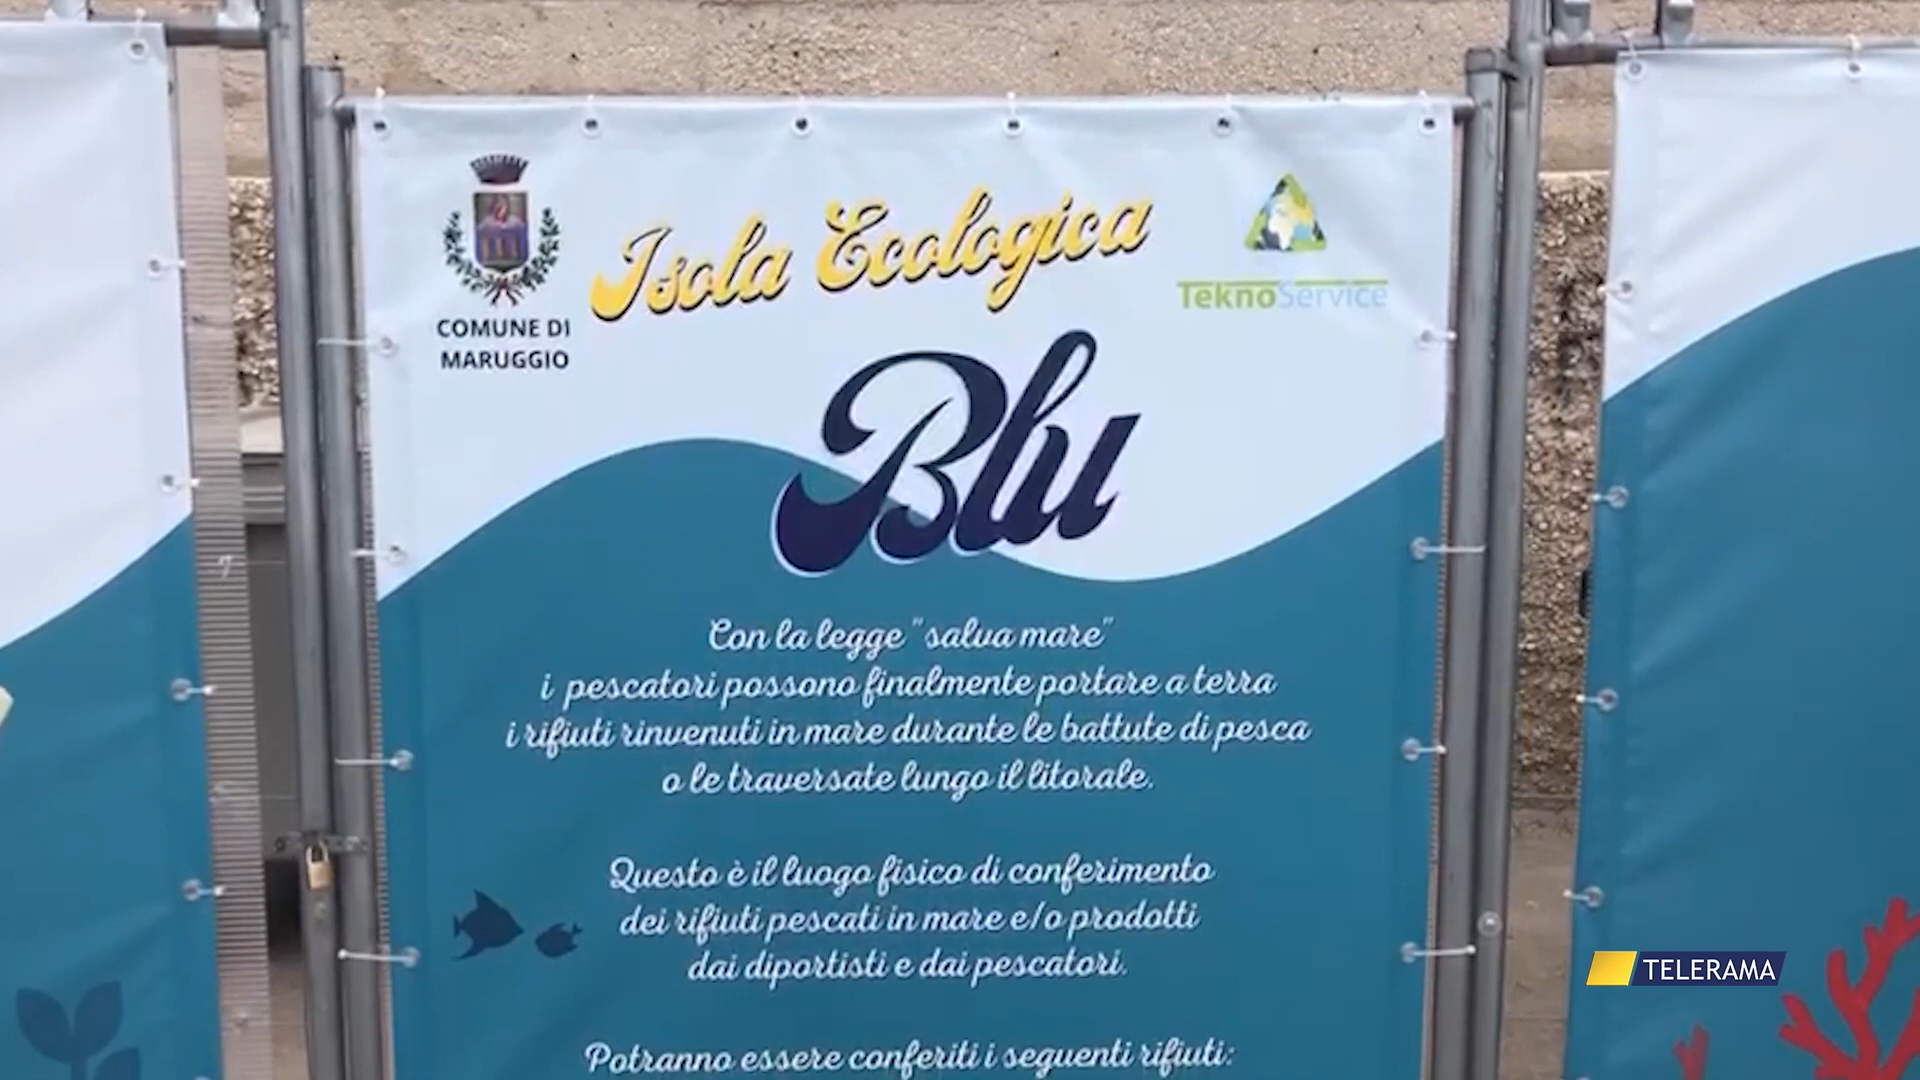 COMUNE DI
MARUGGIO
Isola Ecologica
TeknoService
Blu
Con la legge "salva mare"
i pescatori possono finalmente portare a terra
i rifiuti rinvenuti in mare durante le battute di pesca
o le traversate lungo il litorale.
Questo è il luogo fisico di conferimento
dei rifiuti pescati in mare e/o prodotti
dai diportisti e dai pescatori.
Potranno essere conferiti i seguenti rifiuti:
TELERAMA